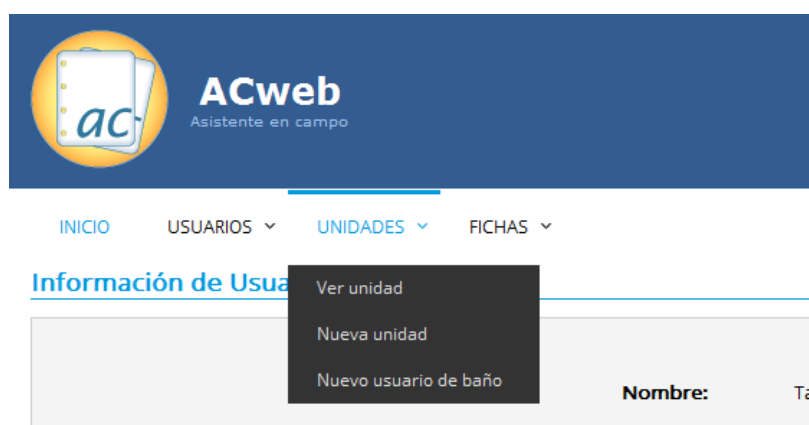 ac
ACweb
Asistente en campo
INICIO USUARIOS UNIDADES FICHAS
Información de Usua
Ver unidad
Nueva unidad
Nuevo usuario de baño
Nombre: Ta